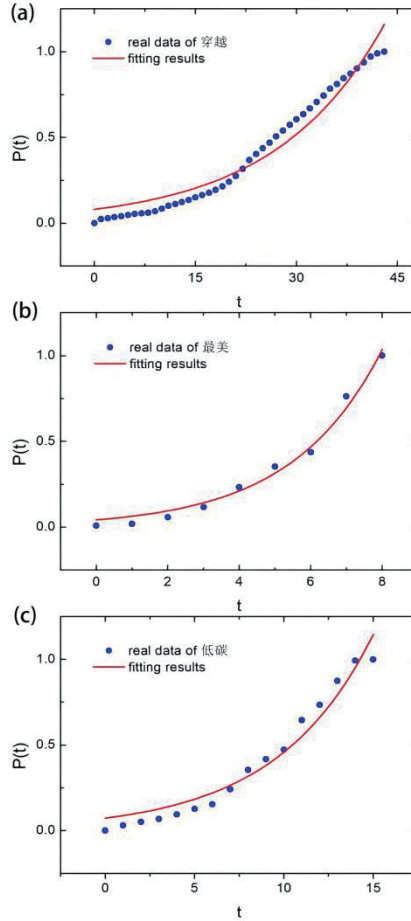 (a)
real data of 穿越
fitting results
1.0
0.5
0.0
P(t)
0 15 30 45
t
(b)
real data of 最美
fitting results
1.0
0.5
0.0
P(t)
0 2 4 6 8
t
(c)
real data of 低碳
fitting results
1.0
0.5
0.0
P(t)
0 5 10 15
t